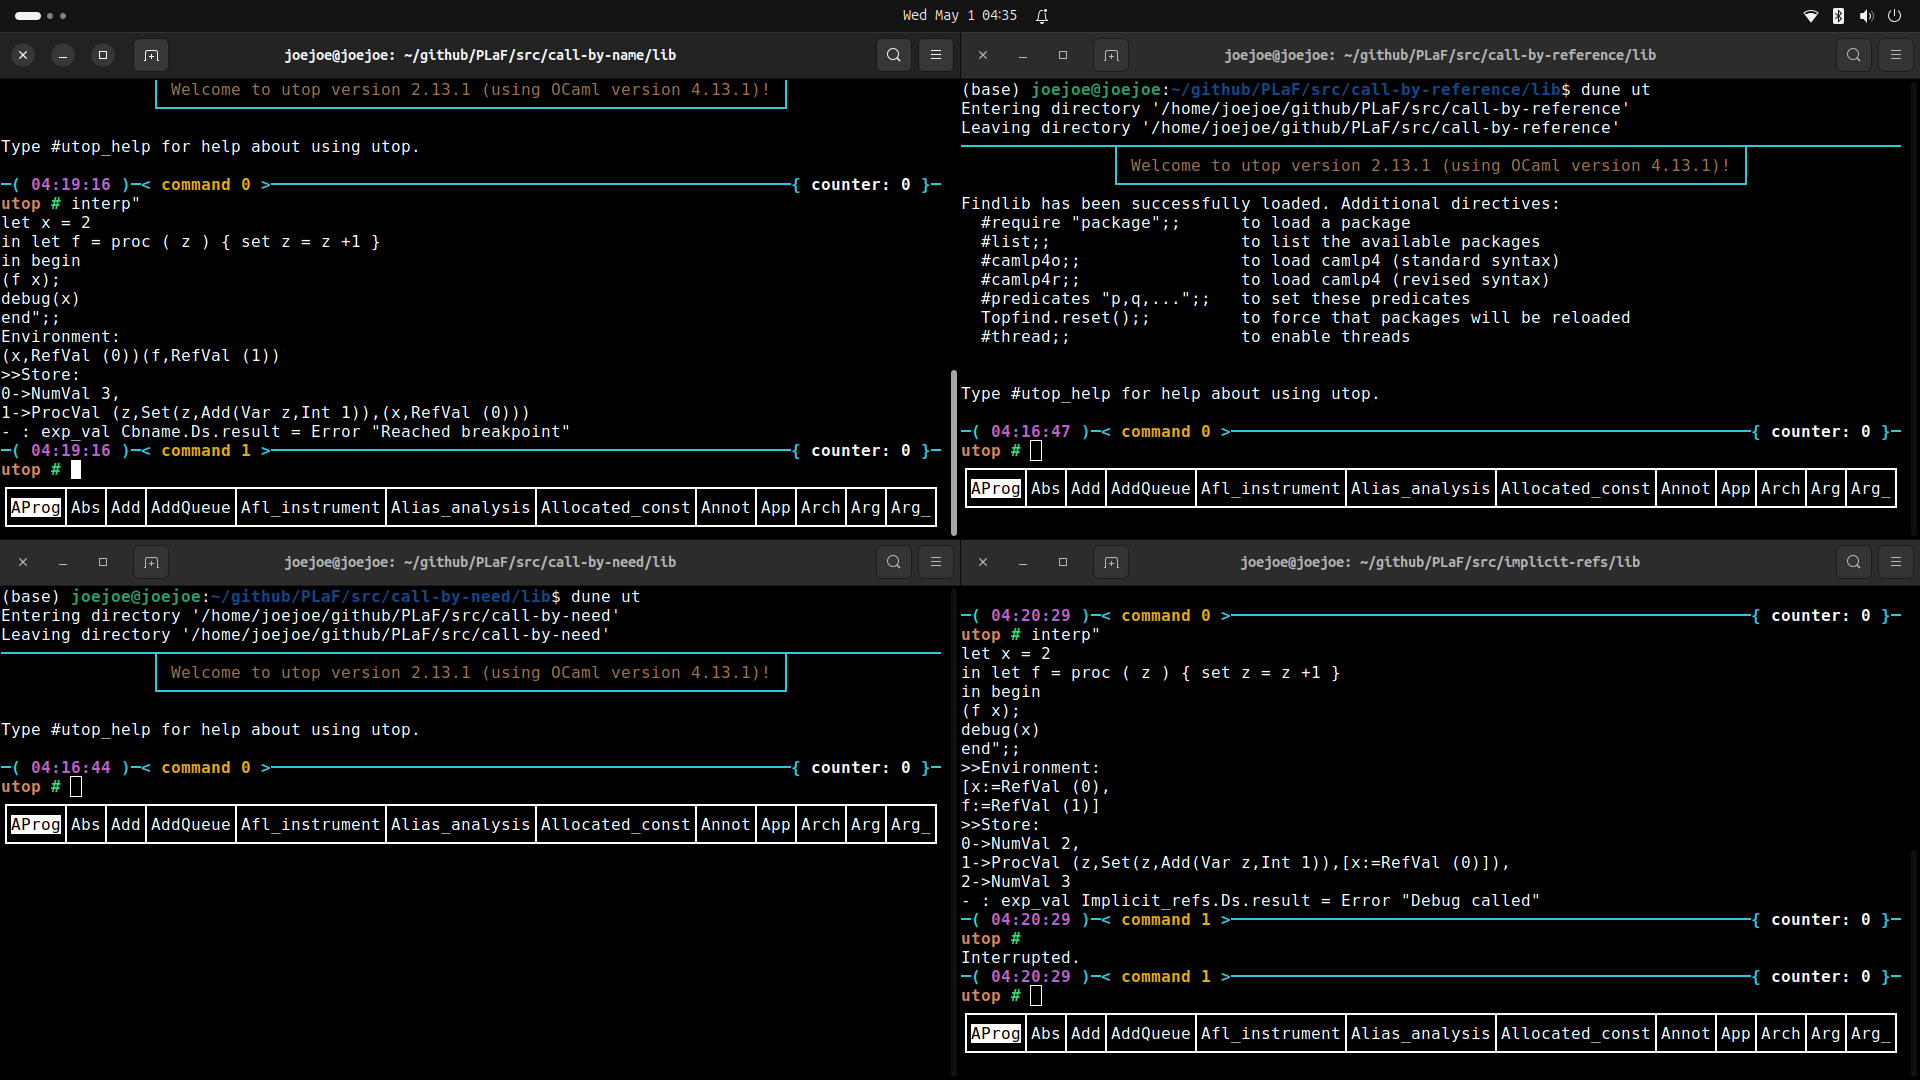 Wed May 1 04:35
joejoe@joejoe: ~/github/PLaF/src/call-by-name/lib
Welcome to utop version 2.13.1 (using OCaml version 4.13.1)!
Type #utop_help for help about using utop.
─( 04:19:16 )─< command 0 >─{ counter: 0 }─
utop # interp"
let x = 2
in let f = proc ( z ) { set z = z +1 }
in begin
(f x);
debug(x)
end";;
Environment:
(x,RefVal (0))(f,RefVal (1))
>>Store:
0->NumVal 3,
1->ProcVal (z,Set(z,Add(Var z,Int 1)),(x,RefVal (0)))
- : exp_val Cbname.Ds.result = Error "Reached breakpoint"
─( 04:19:16 )─< command 1 >─{ counter: 0 }─
utop #
AProg Abs Add AddQueue Afl_instrument Alias_analysis Allocated_const Annot App Arch Arg Arg_
joejoe@joejoe: ~/github/PLaF/src/call-by-reference/lib
(base) joejoe@joejoe:~/github/PLaF/src/call-by-reference/lib$ dune ut
Entering directory '/home/joejoe/github/PLaF/src/call-by-reference'
Leaving directory '/home/joejoe/github/PLaF/src/call-by-reference'
Welcome to utop version 2.13.1 (using OCaml version 4.13.1)!
Findlib has been successfully loaded. Additional directives:
#require "package";; to load a package
#list;; to list the available packages
#camlp4o;; to load camlp4 (standard syntax)
#camlp4r;; to load camlp4 (revised syntax)
#predicates "p,q,...";; to set these predicates
Topfind.reset();; to force that packages will be reloaded
#thread;; to enable threads
Type #utop_help for help about using utop.
─( 04:16:47 )─< command 0 >─{ counter: 0 }─
utop #
AProg Abs Add AddQueue Afl_instrument Alias_analysis Allocated_const Annot App Arch Arg Arg_
joejoe@joejoe: ~/github/PLaF/src/call-by-need/lib
(base) joejoe@joejoe:~/github/PLaF/src/call-by-need/lib$ dune ut
Entering directory '/home/joejoe/github/PLaF/src/call-by-need'
Leaving directory '/home/joejoe/github/PLaF/src/call-by-need'
Welcome to utop version 2.13.1 (using OCaml version 4.13.1)!
Type #utop_help for help about using utop.
─( 04:16:44 )─< command 0 >─{ counter: 0 }─
utop #
AProg Abs Add AddQueue Afl_instrument Alias_analysis Allocated_const Annot App Arch Arg Arg_
joejoe@joejoe: ~/github/PLaF/src/implicit-refs/lib
─( 04:20:29 )─< command 0 >─{ counter: 0 }─
utop # interp"
let x = 2
in let f = proc ( z ) { set z = z +1 }
in begin
(f x);
debug(x)
end";;
>>Environment:
[x:=RefVal (0),
f:=RefVal (1)]
>>Store:
0->NumVal 2,
1->ProcVal (z,Set(z,Add(Var z,Int 1)),[x:=RefVal (0)]),
2->NumVal 3
- : exp_val Implicit_refs.Ds.result = Error "Debug called"
─( 04:20:29 )─< command 1 >─{ counter: 0 }─
utop #
Interrupted.
─( 04:20:29 )─< command 1 >─{ counter: 0 }─
utop #
AProg Abs Add AddQueue Afl_instrument Alias_analysis Allocated_const Annot App Arch Arg Arg_